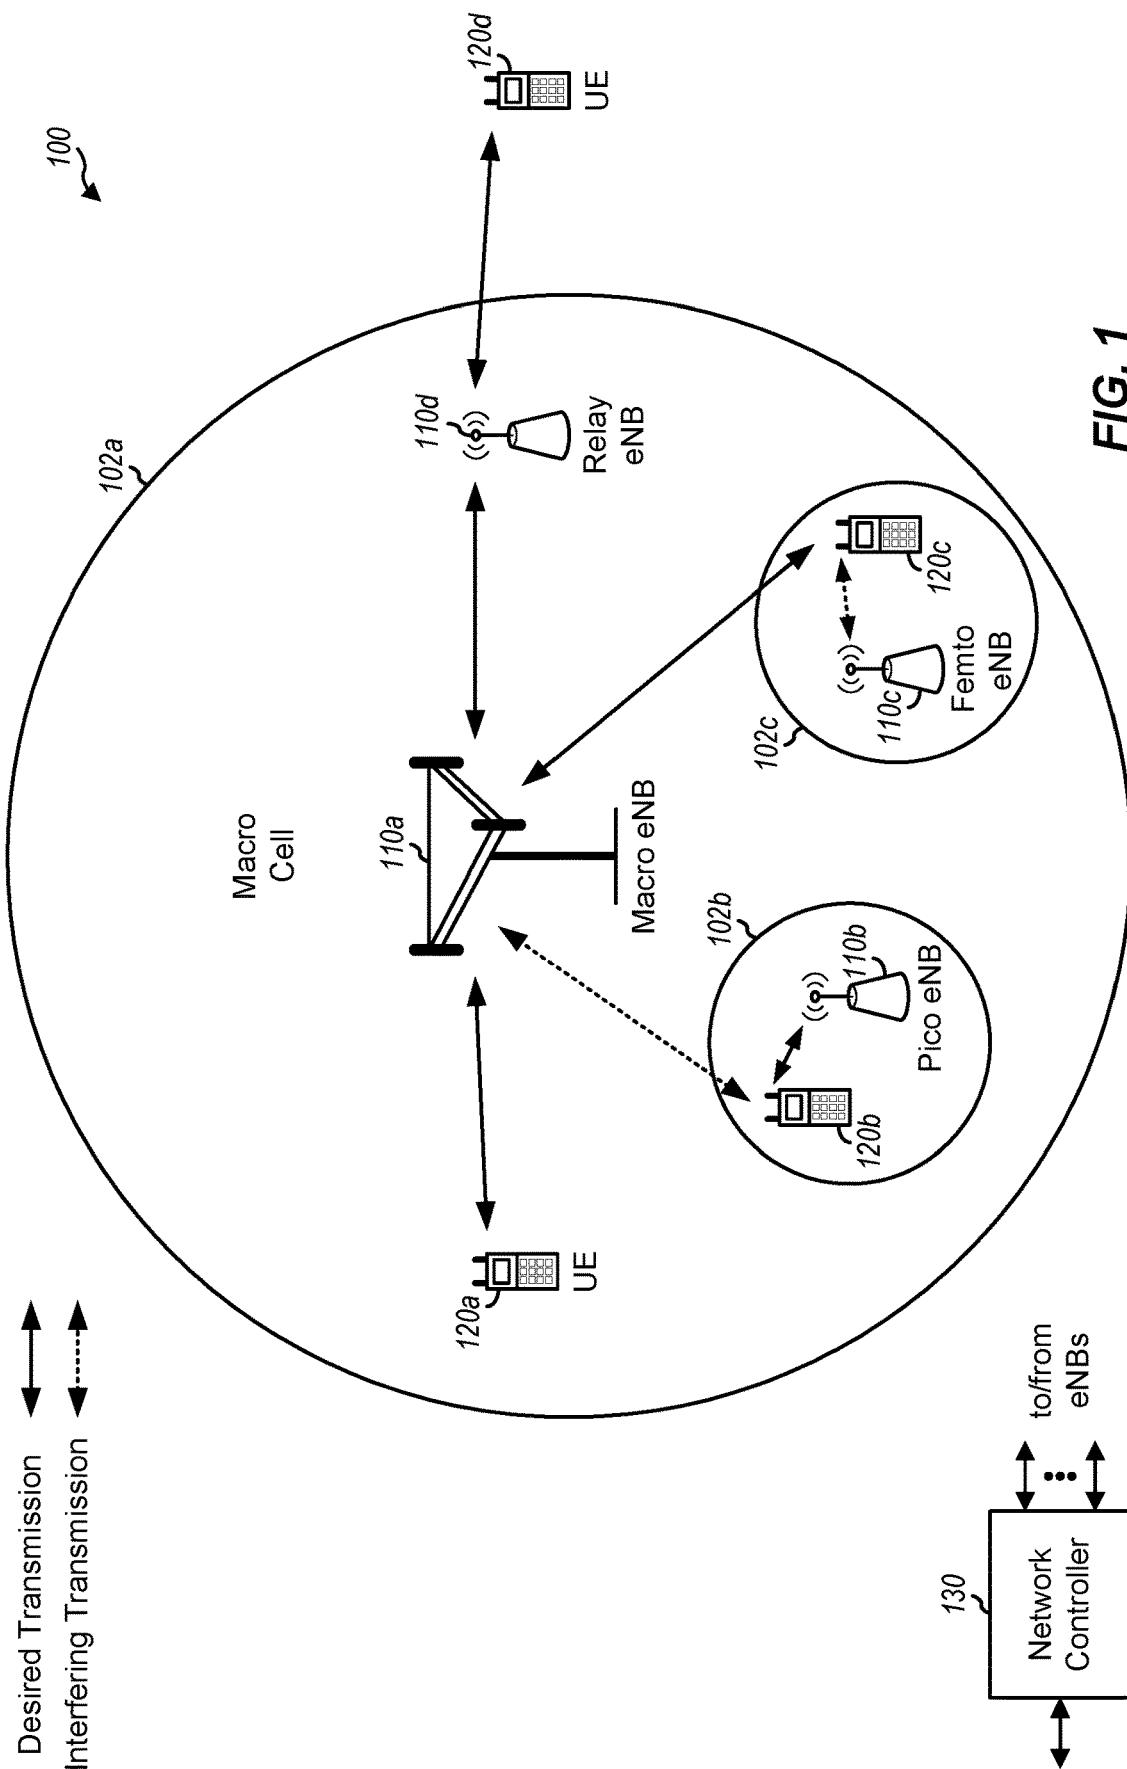 Desired Transmission
Interfering Transmission
100
102a
Macro
Cell
110a
110d
120d
120a
UE
Macro eNB
Relay
eNB
UE
102b
102c
120b
110b
Pico eNB
110c
120c
Femto
eNB
130
Network
Controller
to/from
eNBs
FIG. 1